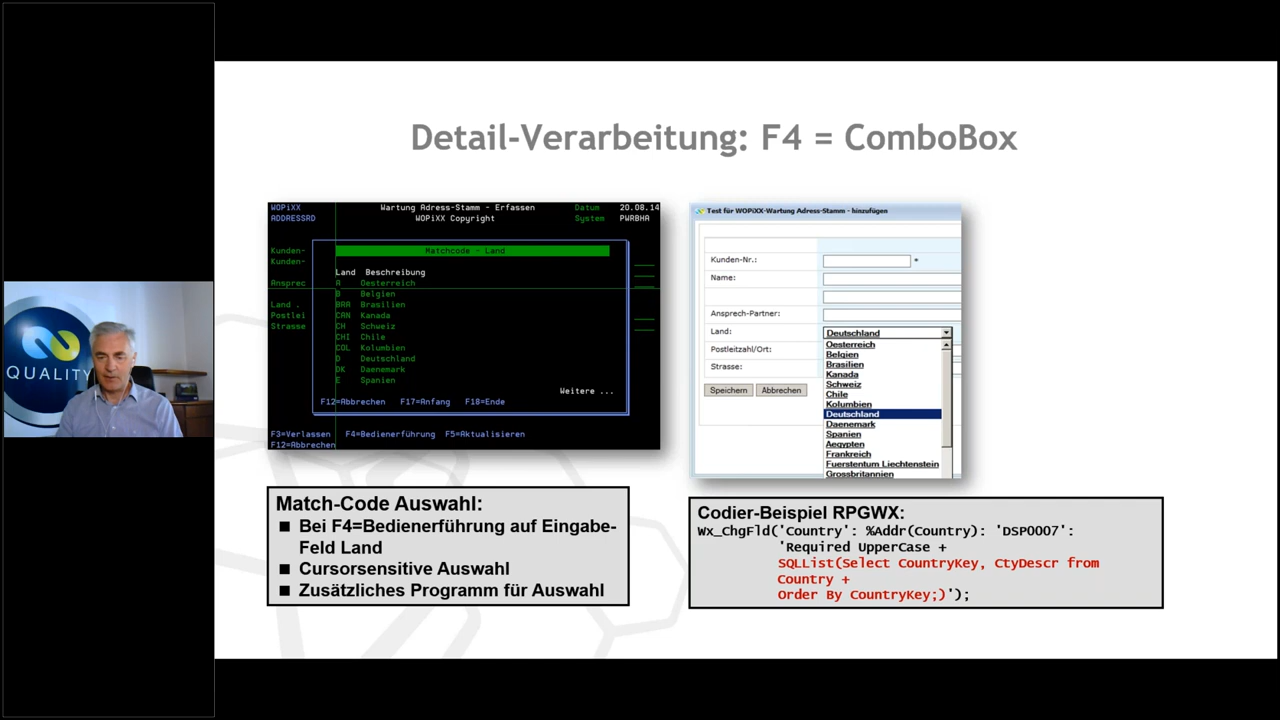 QUALITY
Detail-Verarbeitung: F4 = ComboBox
WOPiXX Wartung Adress-Stamm - Erfassen Datum 20.08.14
ADDRESSRD WOPiXX Copyright System PWRBHA
Kunden-
Kunden-
Ansprec
Land .
Postlei
Strasse
Matchcode - Land
Land Beschreibung
A Oesterreich
B Belgien
BRA Brasilien
CAN Kanada
CH Schweiz
CHI Chile
COL Kolumbien
D Deutschland
DK Daenemark
E Spanien
Weitere ...
F12=Abbrechen F17=Anfang F18=Ende
F3=Verlassen F4=Bedienerführung F5=Aktualisieren
F12=Abbrechen
Test für WOPiXX-Wartung Adress-Stamm - hinzufügen
Kunden-Nr.: *
Name:
Ansprech-Partner:
Land: Deutschland
Postleitzahl/Ort:
Strasse:
Speichern Abbrechen
Oesterreich
Belgien
Brasilien
Kanada
Schweiz
Chile
Kolumbien
Deutschland
Daenemark
Spanien
Aegypten
Frankreich
Fuerstentum Liechtenstein
Grossbritannien
Match-Code Auswahl:
■ Bei F4=Bedienerführung auf Eingabe-
Feld Land
■ Cursorsensitive Auswahl
■ Zusätzliches Programm für Auswahl
Codier-Beispiel RPGWX:
Wx_ChgFld('Country': %Addr(Country): 'DSP0007':
'Required UpperCase +
SQLList(Select CountryKey, CtyDescr from
Country +
Order By CountryKey;)');